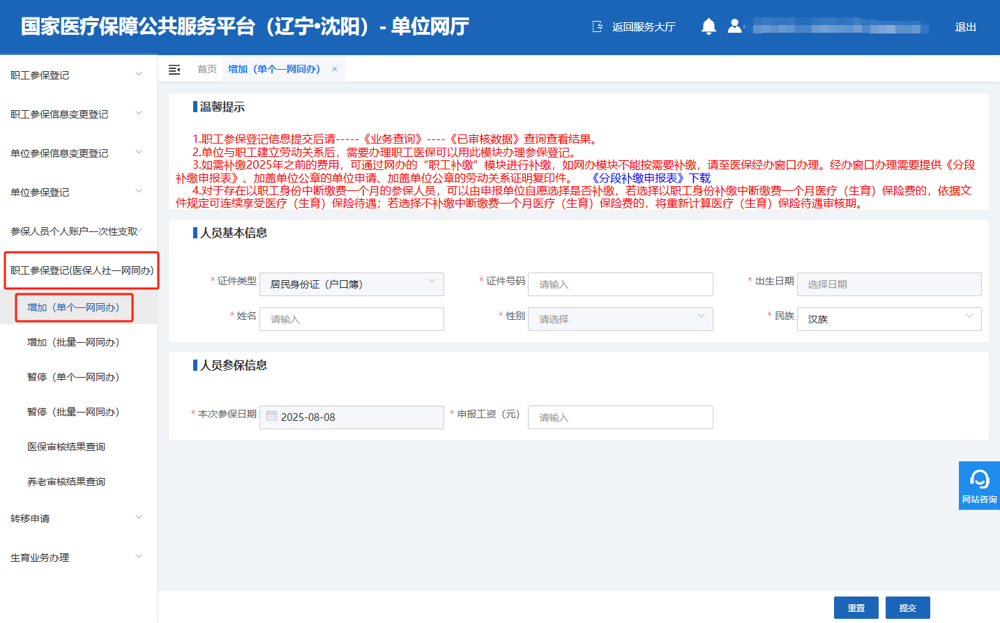 国家医疗保障公共服务平台（辽宁•沈阳）- 单位网厅
返回服务大厅
退出
职工参保登记
职工参保信息变更登记
单位参保信息变更登记
单位参保登记
参保人员个人账户一次性支取
职工参保登记(医保人社一网同办)
增加（单个一网同办）
增加（批量一网同办）
暂停（单个一网同办）
暂停（批量一网同办）
医保审核结果查询
养老审核结果查询
转移申请
生育业务办理
首页 增加（单个一网同办） ×
温馨提示
1.职工参保登记信息提交后请-----《业务查询》----《已审核数据》查询查看结果。
2.单位与职工建立劳动关系后，需要办理职工医保可以用此模块办理参保登记。
3.如需补缴2025年之前的费用，可通过网办的“职工补缴”模块进行补缴，如网办模块不能按需要补缴，请至医保经办窗口办理。经办窗口办理需要提供《分段
补缴申报表》、加盖单位公章的单位申请、加盖单位公章的劳动关系证明复印件。 《分段补缴申报表》下载
4.对于存在以职工身份中断缴费一个月的参保人员，可以由申报单位自愿选择是否补缴，若选择以职工身份补缴中断缴费一个月医疗（生育）保险费的，依据文
件规定可连续享受医疗（生育）保险待遇；若选择不补缴中断缴费一个月医疗（生育）保险费的，将重新计算医疗（生育）保险待遇审核期。
人员基本信息
* 证件类型 居民身份证（户口簿） * 证件号码 请输入 * 出生日期 选择日期
* 姓名 请输入 * 性别 请选择 * 民族 汉族
人员参保信息
* 本次参保日期 2025-08-08 * 申报工资（元） 请输入
网站咨询
重置 提交